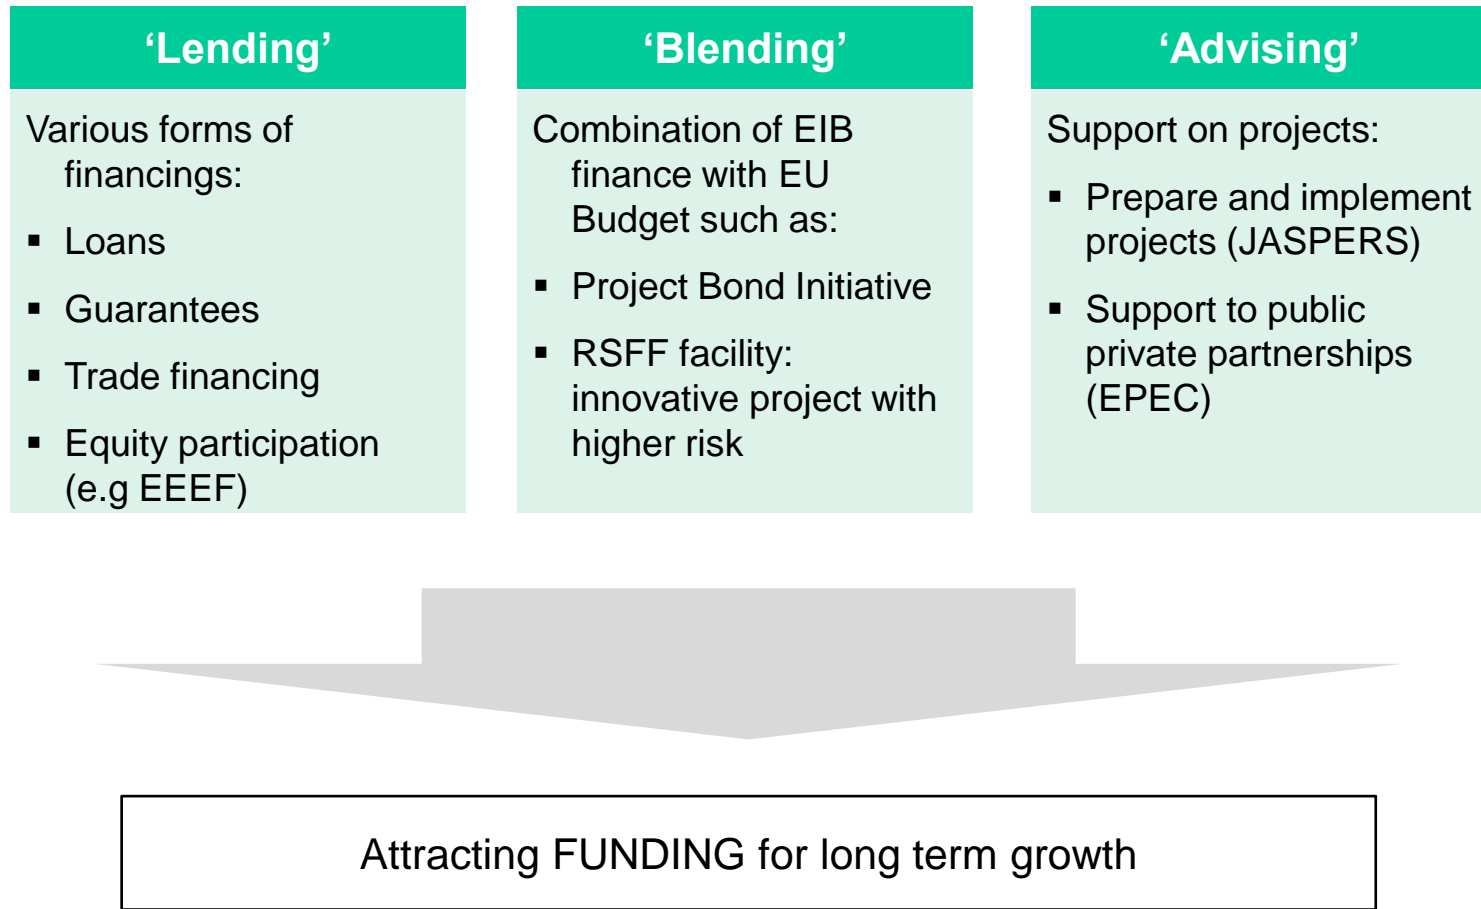 ‘Lending’
Various forms of
financings:
▪ Loans
▪ Guarantees
▪ Trade financing
▪ Equity participation
(e.g EEEF)
‘Blending’
Combination of EIB
finance with EU
Budget such as:
▪ Project Bond Initiative
▪ RSFF facility:
innovative project with
higher risk
‘Advising’
Support on projects:
▪ Prepare and implement
projects (JASPERS)
▪ Support to public
private partnerships
(EPEC)
Attracting FUNDING for long term growth